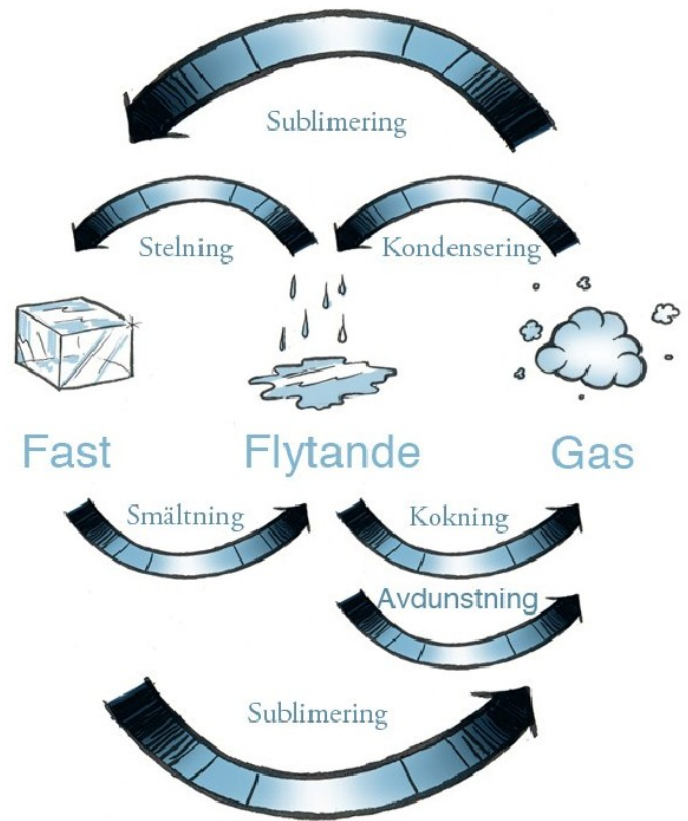 Sublimering
Stelning
Kondensering
Fast
Flytande
Gas
Smältning
Kokning
Avdunstning
Sublimering